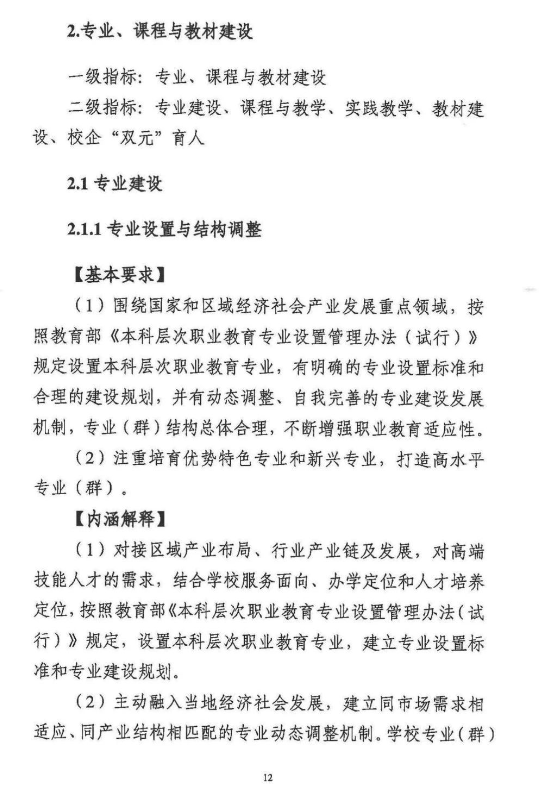 2.专业、课程与教材建设
一级指标：专业、课程与教材建设
二级指标：专业建设、课程与教学、实践教学、教材建
设、校企“双元”育人
2.1 专业建设
2.1.1 专业设置与结构调整
【基本要求】
（1）围绕国家和区域经济社会产业发展重点领域，按
照教育部《本科层次职业教育专业设置管理办法（试行）》
规定设置本科层次职业教育专业，有明确的专业设置标准和
合理的建设规划，并有动态调整、自我完善的专业建设发展
机制，专业（群）结构总体合理，不断增强职业教育适应性。
（2）注重培育优势特色专业和新兴专业，打造高水平
专业（群）。
【内涵解释】
（1）对接区域产业布局、行业产业链及发展，对高端
技能人才的需求，结合学校服务面向、办学定位和人才培养
定位，按照教育部《本科层次职业教育专业设置管理办法（试
行）》规定，设置本科层次职业教育专业，建立专业设置标
准和专业建设规划。
（2）主动融入当地经济社会发展，建立同市场需求相
适应、同产业结构相匹配的专业动态调整机制。学校专业（群）
12